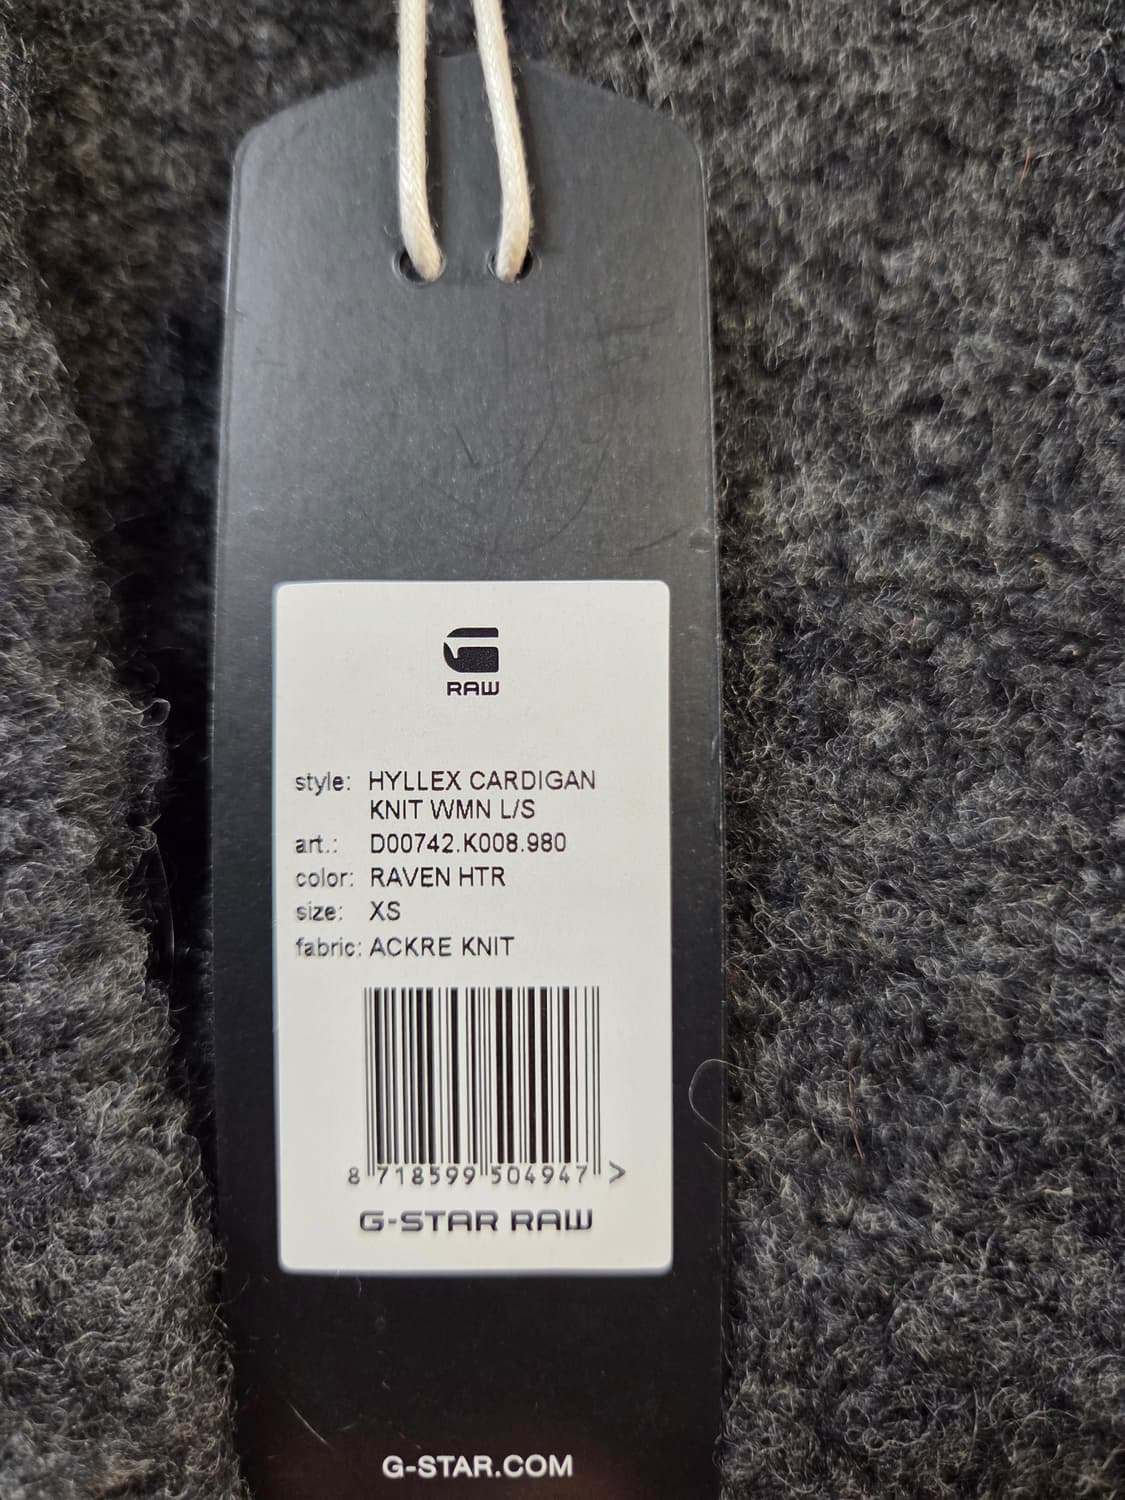 RAW
style: HYLLEX CARDIGAN
KNIT WMN L/S
art.: D00742.K008.980
color: RAVEN HTR
size: XS
fabric: ACKRE KNIT
8 718599 504947 >
G-STAR RAW
G-STAR.COM